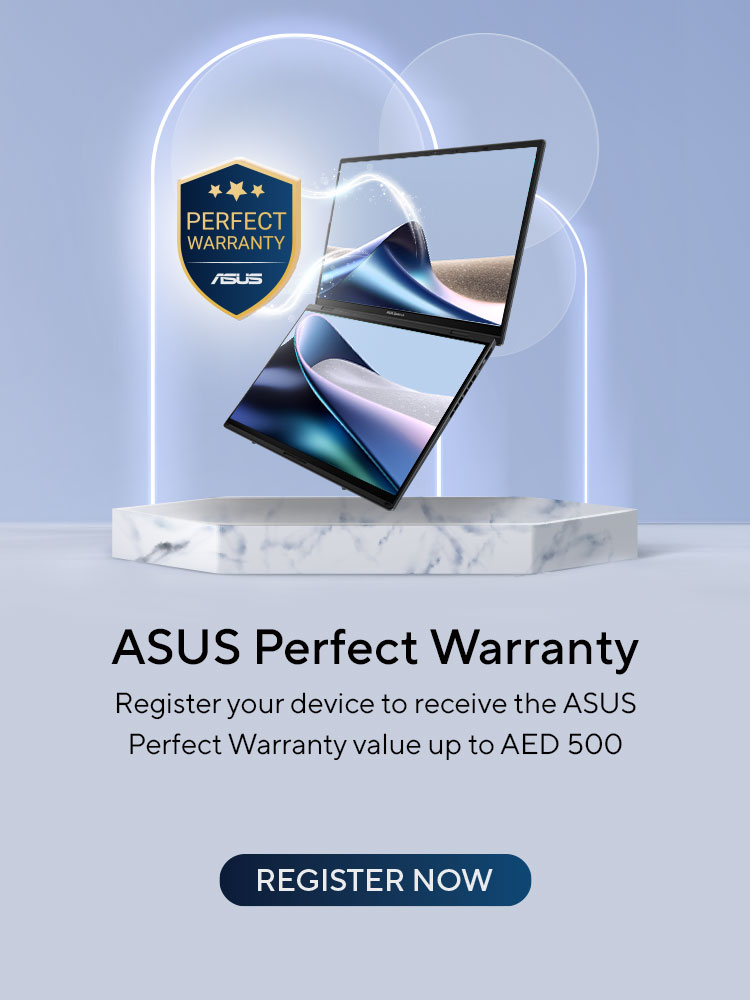 PERFECT
WARRANTY
ASUS
ASUS Perfect Warranty
Register your device to receive the ASUS
Perfect Warranty value up to AED 500
REGISTER NOW